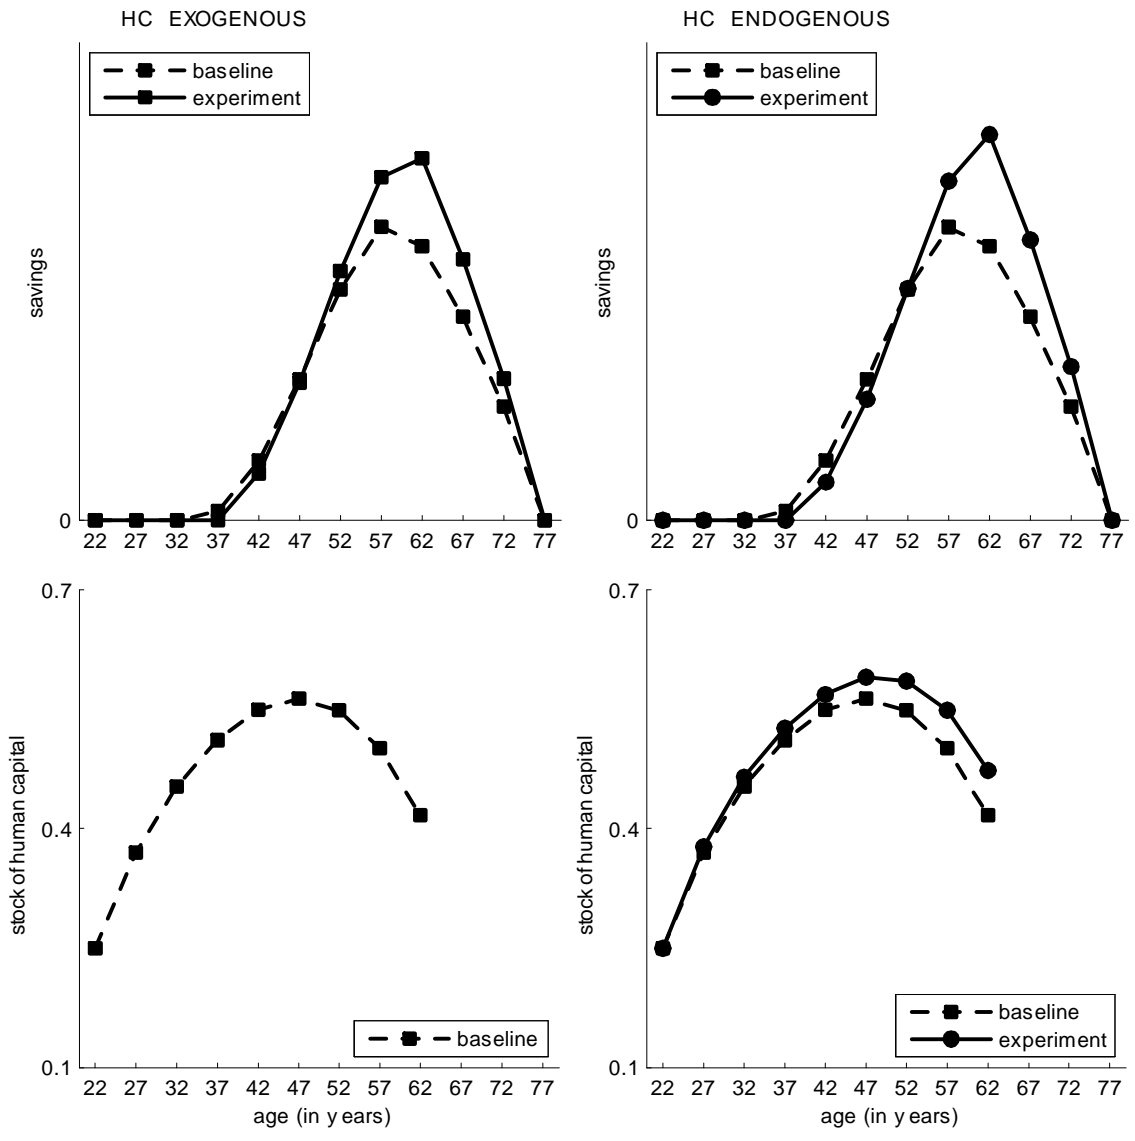 HC EXOGENOUS
baseline
experiment
savings
0
22 27 32 37 42 47 52 57 62 67 72 77
HC ENDOGENOUS
baseline
experiment
savings
0
22 27 32 37 42 47 52 57 62 67 72 77
0.7
0.4
0.1
stock of human capital
baseline
22 27 32 37 42 47 52 57 62 67 72 77
age (in years)
0.7
0.4
0.1
stock of human capital
baseline
experiment
22 27 32 37 42 47 52 57 62 67 72 77
age (in years)